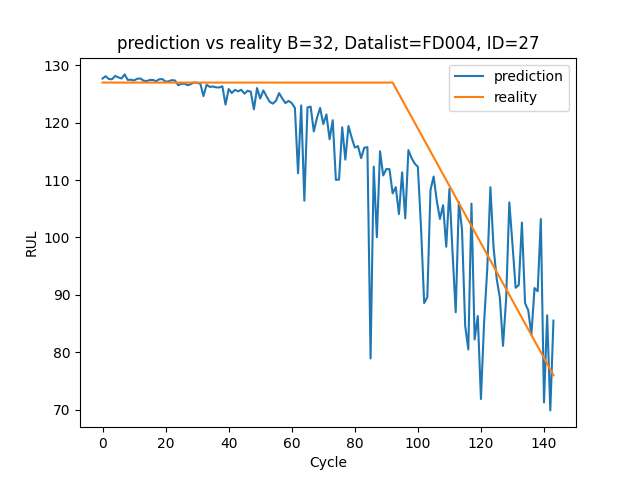 prediction vs reality B=32, Datalist=FD004, ID=27
prediction
reality
130
120
110
100
90
80
70
RUL
0 20 40 60 80 100 120 140
Cycle